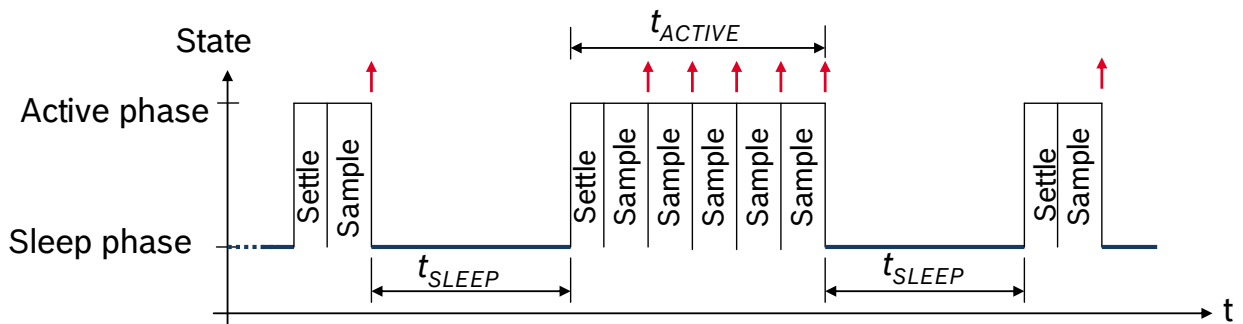 State
t_ACTIVE
Active phase
Settle
Sample
Settle
Sample
Sample
Sample
Sample
Sample
Settle
Sample
Sleep phase
t_SLEEP
t_SLEEP
t